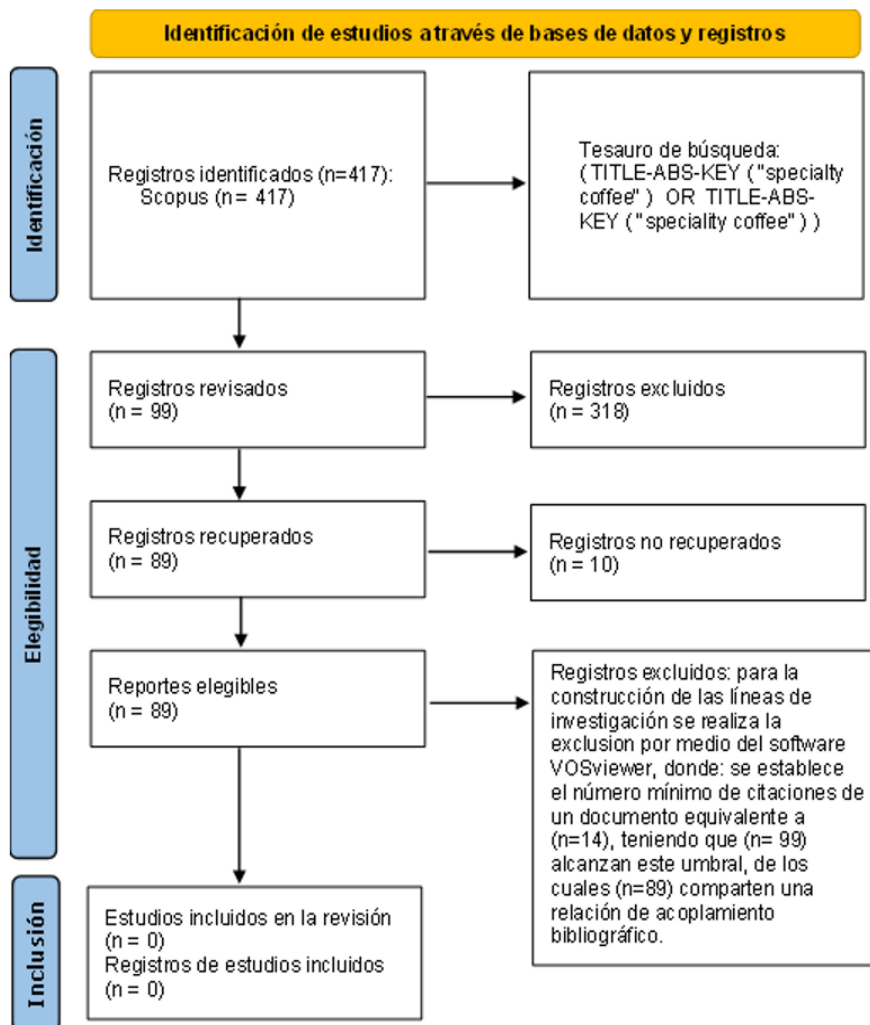 Identificación de estudios a través de bases de datos y registros
Identificación
Registros identificados (n=417):
Scopus (n = 417)
Tesauro de búsqueda:
( TITLE-ABS-KEY ( "specialty
coffee" ) OR TITLE-ABS-
KEY ( "speciality coffee" ) )
Elegibilidad
Registros revisados
(n = 99)
Registros excluidos
(n = 318)
Registros recuperados
(n = 89)
Registros no recuperados
(n = 10)
Reportes elegibles
(n = 89)
Registros excluidos: para la
construcción de las líneas de
investigación se realiza la
exclusion por medio del software
VOSviewer, donde: se establece
el número mínimo de citaciones de
un documento equivalente a
(n=14), teniendo que (n= 99)
alcanzan este umbral, de los
cuales (n=89) comparten una
relación de acoplamiento
bibliográfico.
Inclusión
Estudios incluidos en la revisión
(n = 0)
Registros de estudios incluidos
(n = 0)